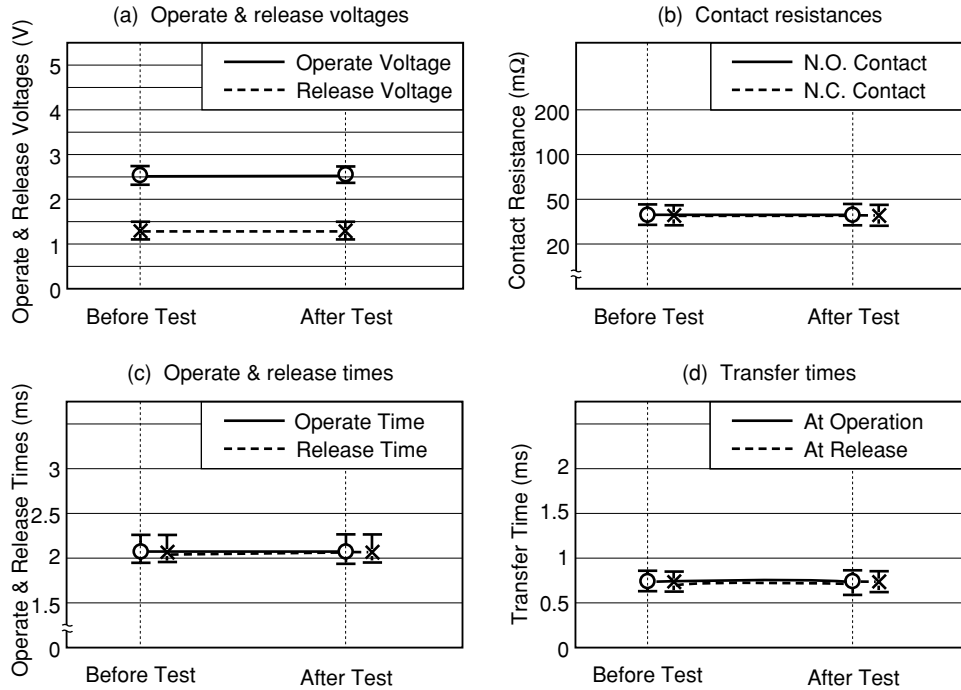 (a) Operate & release voltages
Operate & Release Voltages (V)
5
4
3
2
1
0
Operate Voltage
Release Voltage
Before Test
After Test
(b) Contact resistances
Contact Resistance (mΩ)
200
100
50
20
N.O. Contact
N.C. Contact
Before Test
After Test
(c) Operate & release times
Operate & Release Times (ms)
3
2.5
2
1.5
0
Operate Time
Release Time
Before Test
After Test
(d) Transfer times
Transfer Time (ms)
2
1
0.5
0
At Operation
At Release
Before Test
After Test